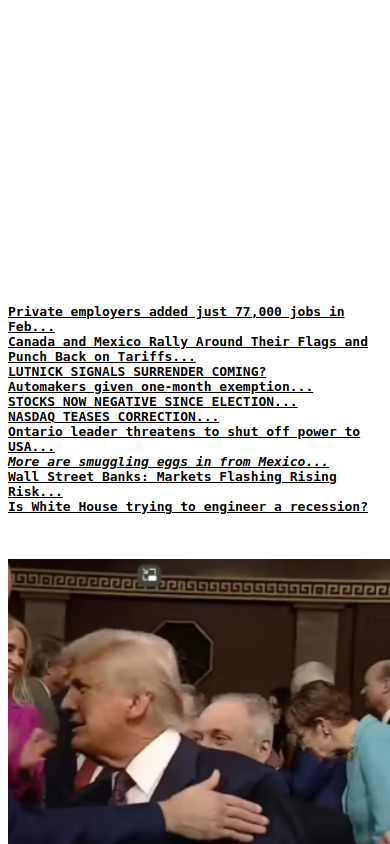 Private employers added just 77,000 jobs in
Feb...
Canada and Mexico Rally Around Their Flags and
Punch Back on Tariffs...
LUTNICK SIGNALS SURRENDER COMING?
Automakers given one-month exemption...
STOCKS NOW NEGATIVE SINCE ELECTION...
NASDAQ TEASES CORRECTION...
Ontario leader threatens to shut off power to
USA...
More are smuggling eggs in from Mexico...
Wall Street Banks: Markets Flashing Rising
Risk...
Is White House trying to engineer a recession?